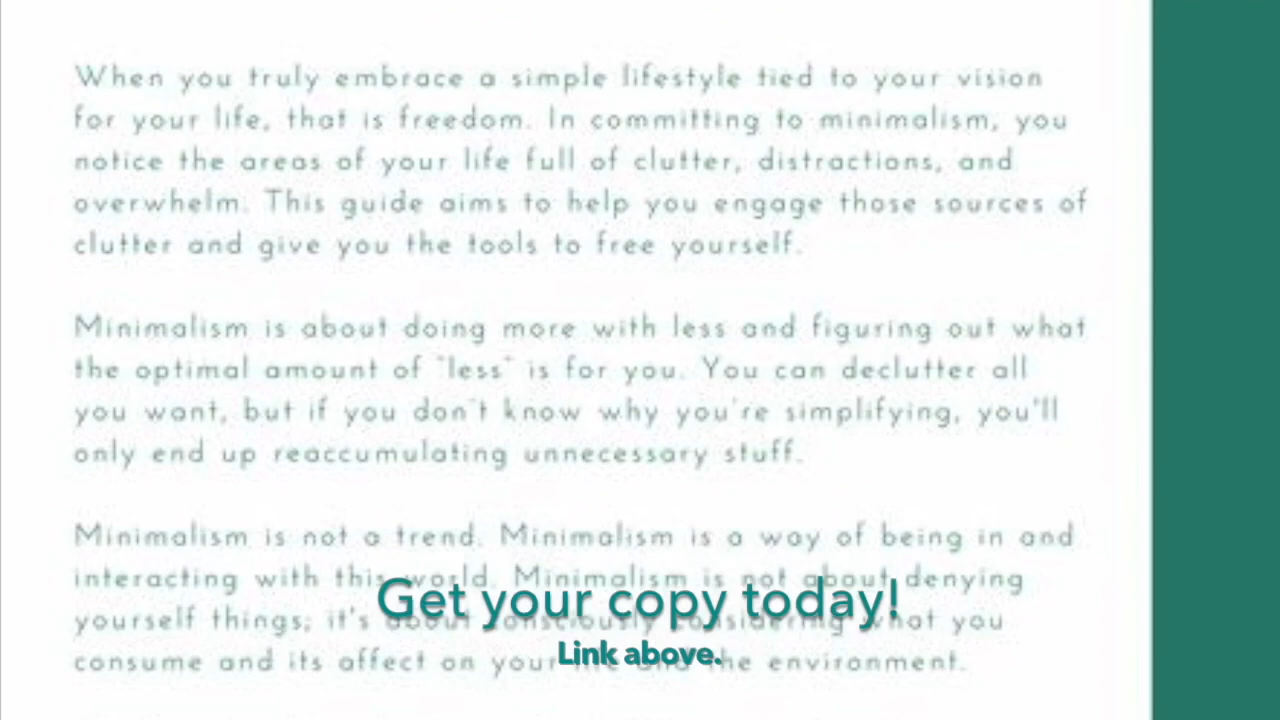 When you truly embrace a simple lifestyle tied to your vision
for your life, that is freedom. In committing to minimalism, you
notice the areas of your life full of clutter, distractions, and
overwhelm. This guide aims to help you engage those sources of
clutter and give you the tools to free yourself.
Minimalism is about doing more with less and figuring out what
the optimal amount of "less" is for you. You can declutter all
you want, but if you don't know why you're simplifying, you'll
only end up reaccumulating unnecessary stuff.
Minimalism is not a trend. Minimalism is a way of being in and
interacting with this world. Minimalism is not about denying
Get your copy today!
yourself things; it's about consciously considering what you
Link above.
consume and its affect on your life and the environment.